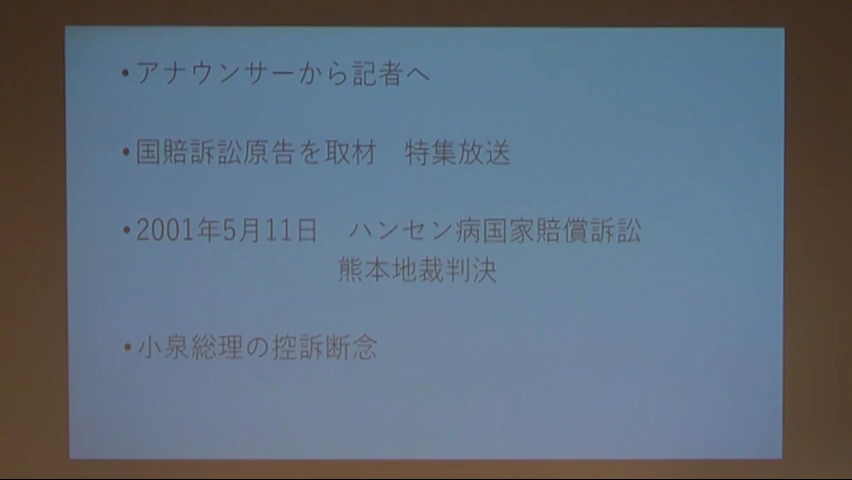 •アナウンサーから記者へ
•国賠訴訟原告を取材　特集放送
•2001年5月11日　ハンセン病国家賠償訴訟
熊本地裁判決
•小泉総理の控訴断念